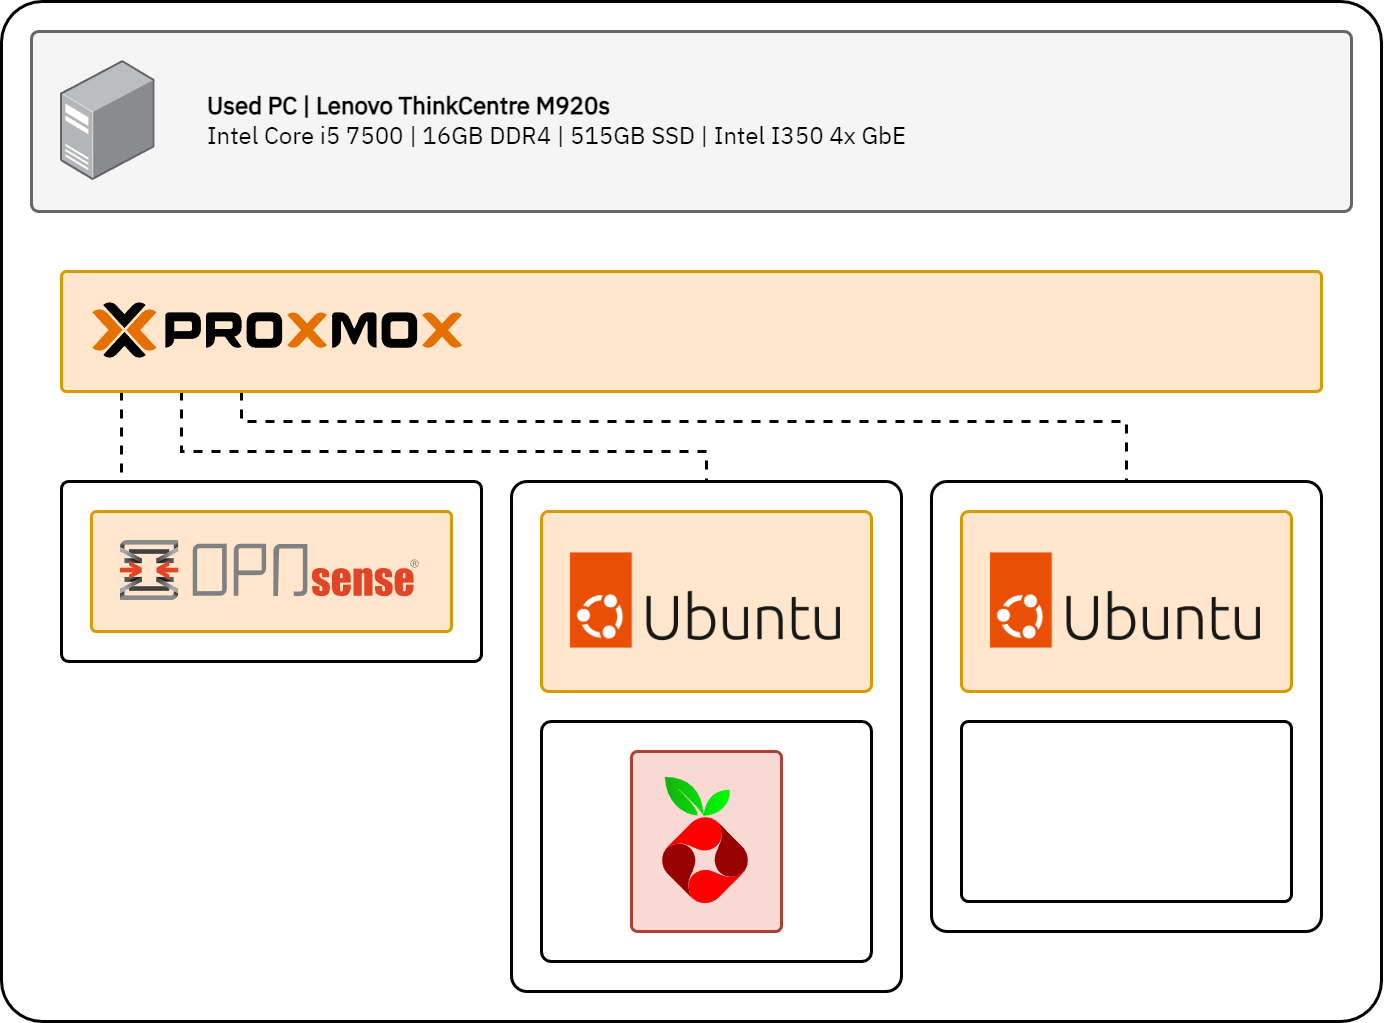 Used PC | Lenovo ThinkCentre M920s
Intel Core i5 7500 | 16GB DDR4 | 515GB SSD | Intel I350 4x GbE
PROXMOX
OPNsense®
Ubuntu
Ubuntu